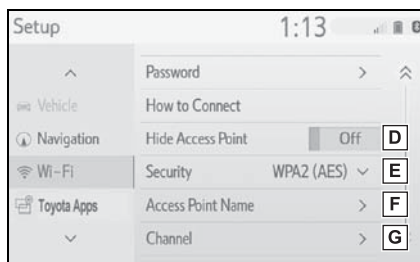 Setup
1:13
Password
Vehicle
How to Connect
Navigation
Hide Access Point
Off
D
Wi-Fi
Security
WPA2 (AES)
E
Toyota Apps
Access Point Name
F
Channel
G